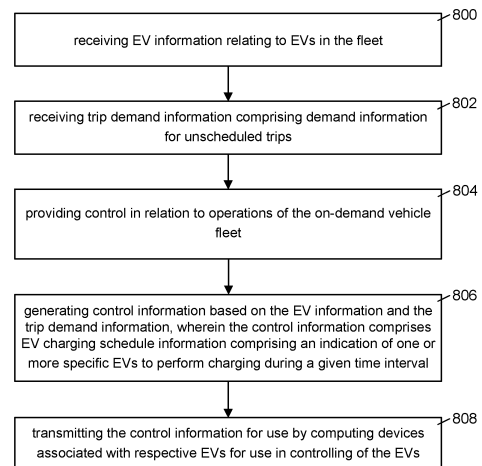 800
receiving EV information relating to EVs in the fleet
802
receiving trip demand information comprising demand information
for unscheduled trips
804
providing control in relation to operations of the on-demand vehicle
fleet
806
generating control information based on the EV information and the
trip demand information, wherein the control information comprises
EV charging schedule information comprising an indication of one or
more specific EVs to perform charging during a given time interval
808
transmitting the control information for use by computing devices
associated with respective EVs for use in controlling of the EVs